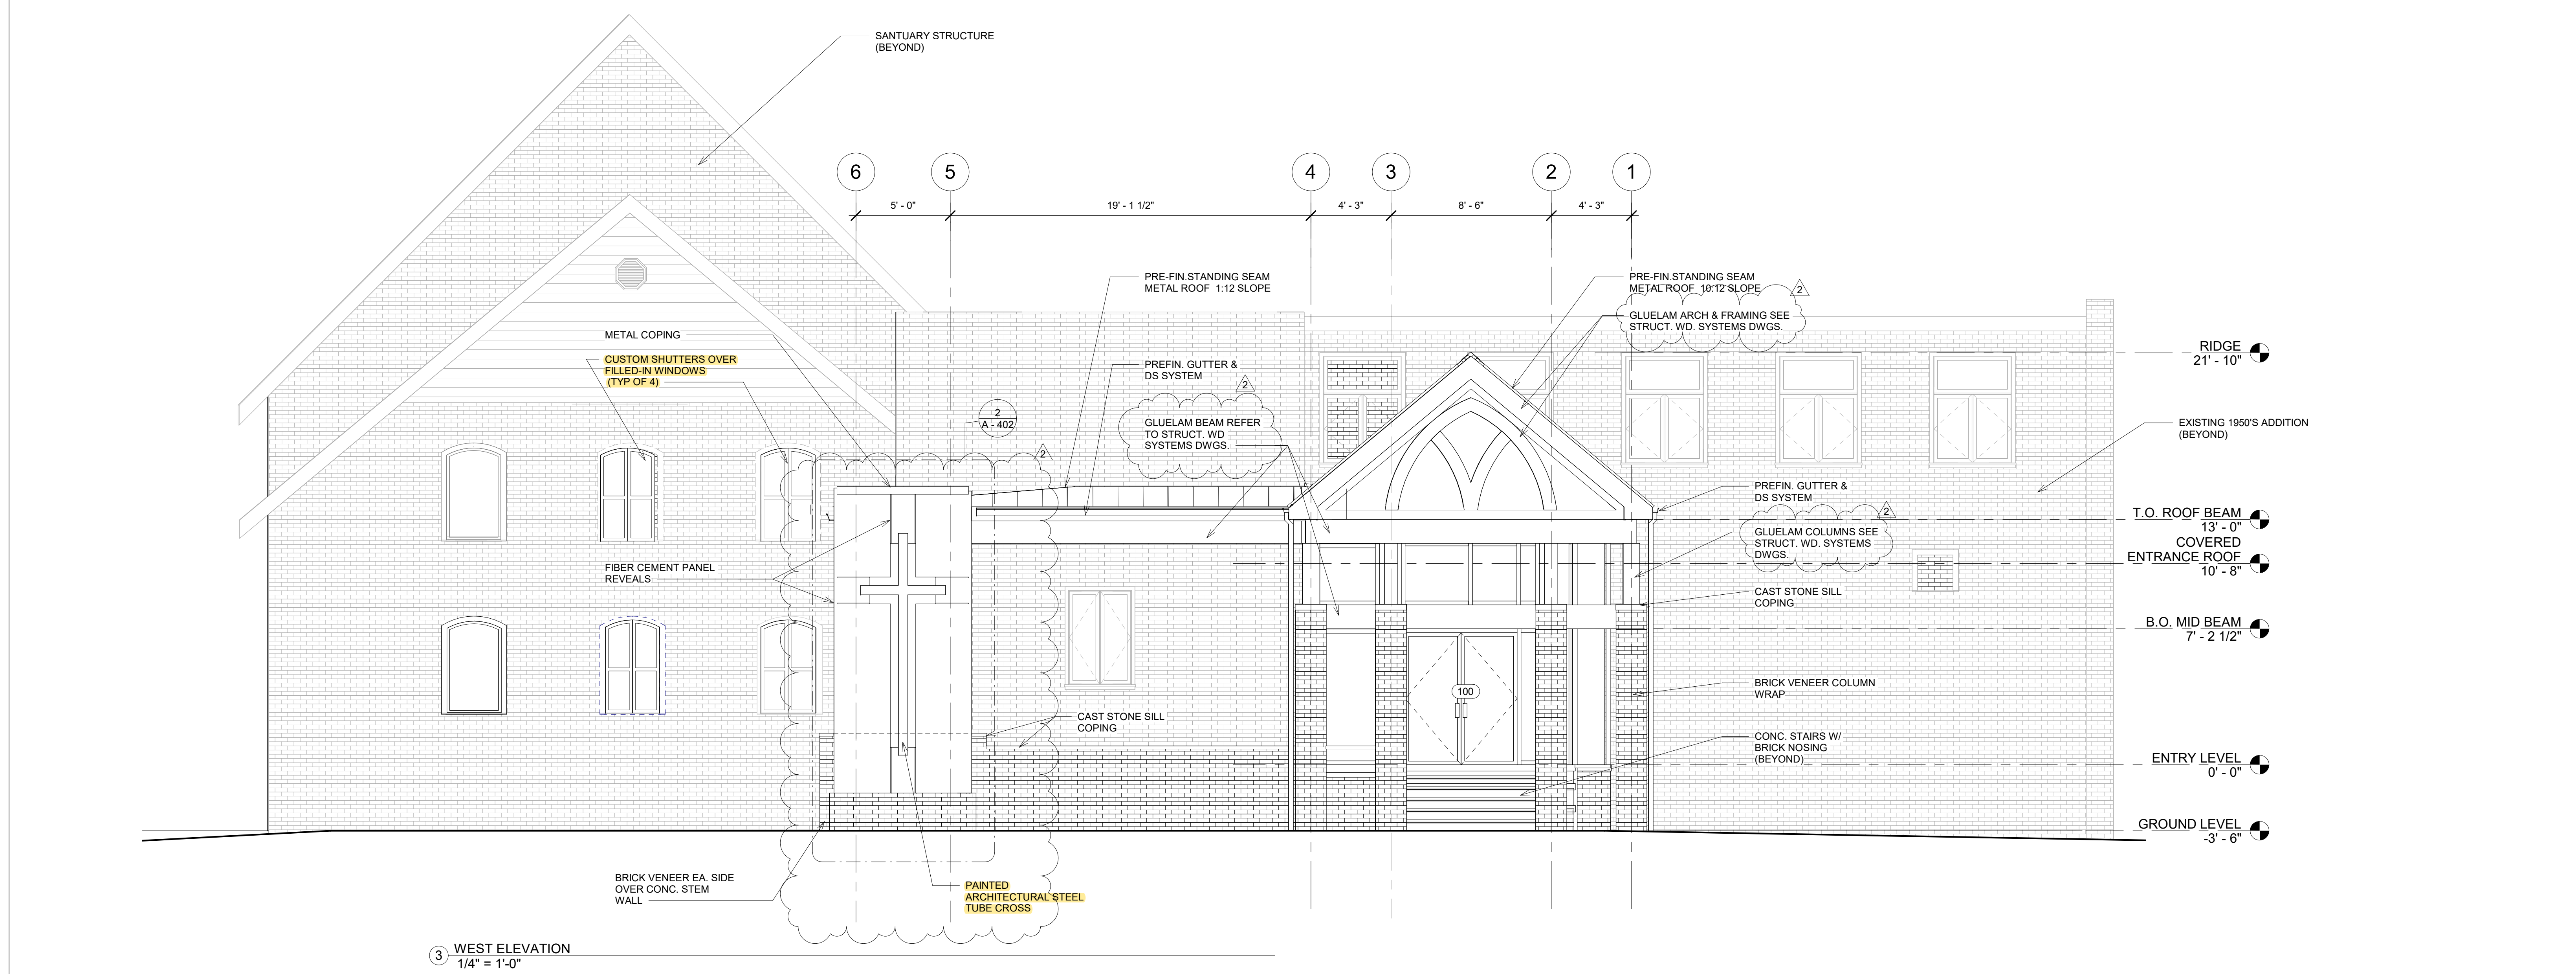 SANTUARY STRUCTURE
(BEYOND)
6
5
4
3
2
1
5' - 0"
19' - 1 1/2"
4' - 3"
8' - 6"
4' - 3"
PRE-FIN.STANDING SEAM
METAL ROOF 1:12 SLOPE
PRE-FIN.STANDING SEAM
METAL ROOF 10:12 SLOPE
2
GLUELAM ARCH & FRAMING SEE
STRUCT. WD. SYSTEMS DWGS.
METAL COPING
CUSTOM SHUTTERS OVER
FILLED-IN WINDOWS
(TYP OF 4)
PREFIN. GUTTER &
DS SYSTEM
2
GLUELAM BEAM REFER
TO STRUCT. WD
SYSTEMS DWGS.
2
A - 402
2
RIDGE
21' - 10"
EXISTING 1950'S ADDITION
(BEYOND)
PREFIN. GUTTER &
DS SYSTEM
2
GLUELAM COLUMNS SEE
STRUCT. WD. SYSTEMS
DWGS.
T.O. ROOF BEAM
13' - 0"
COVERED
ENTRANCE ROOF
10' - 8"
FIBER CEMENT PANEL
REVEALS
CAST STONE SILL
COPING
B.O. MID BEAM
7' - 2 1/2"
100
BRICK VENEER COLUMN
WRAP
CAST STONE SILL
COPING
CONC. STAIRS W/
BRICK NOSING
(BEYOND)
ENTRY LEVEL
0' - 0"
GROUND LEVEL
-3' - 6"
BRICK VENEER EA. SIDE
OVER CONC. STEM
WALL
PAINTED
ARCHITECTURAL STEEL
TUBE CROSS
3
WEST ELEVATION
1/4" = 1'-0"